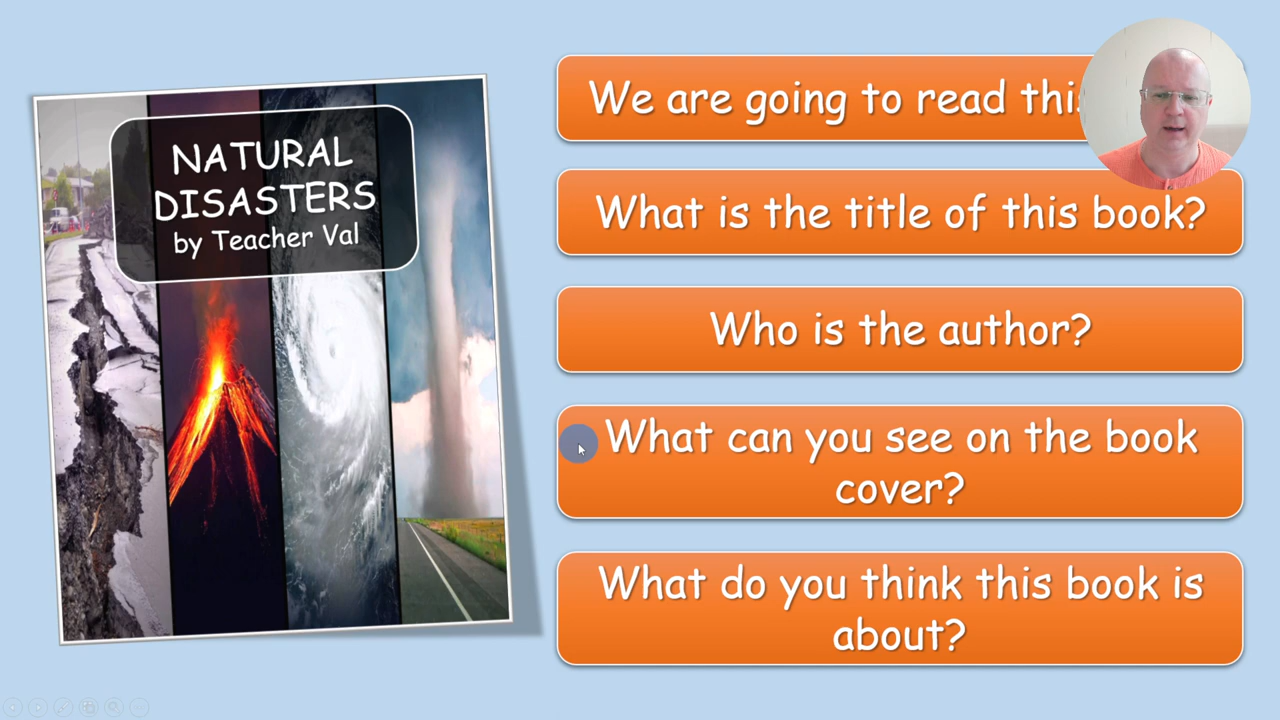 NATURAL
DISASTERS
by Teacher Val
We are going to read
What is the title of this book?
Who is the author?
What can you see on the book
cover?
What do you think this book is
about?